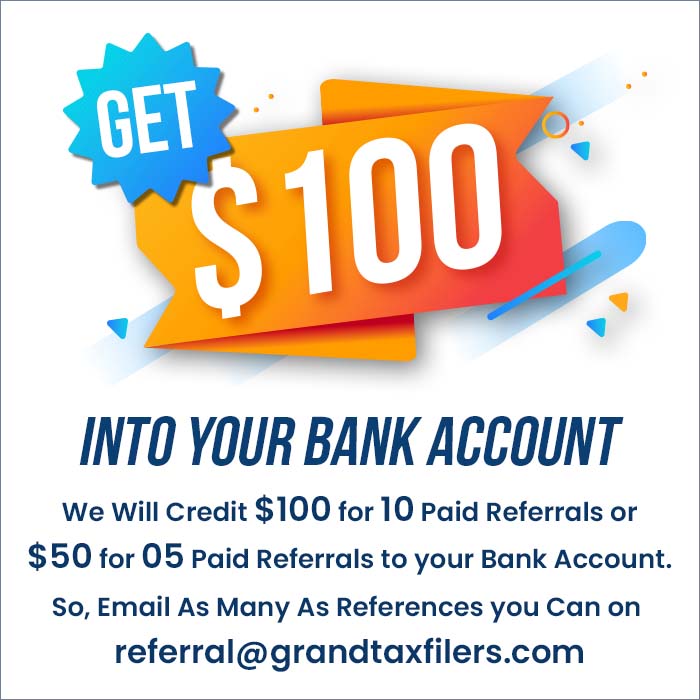 GET
$100
INTO YOUR BANK ACCOUNT
We Will Credit $100 for 10 Paid Referrals or
$50 for 05 Paid Referrals to your Bank Account.
So, Email As Many As References you Can on
referral@grandtaxfilers.com